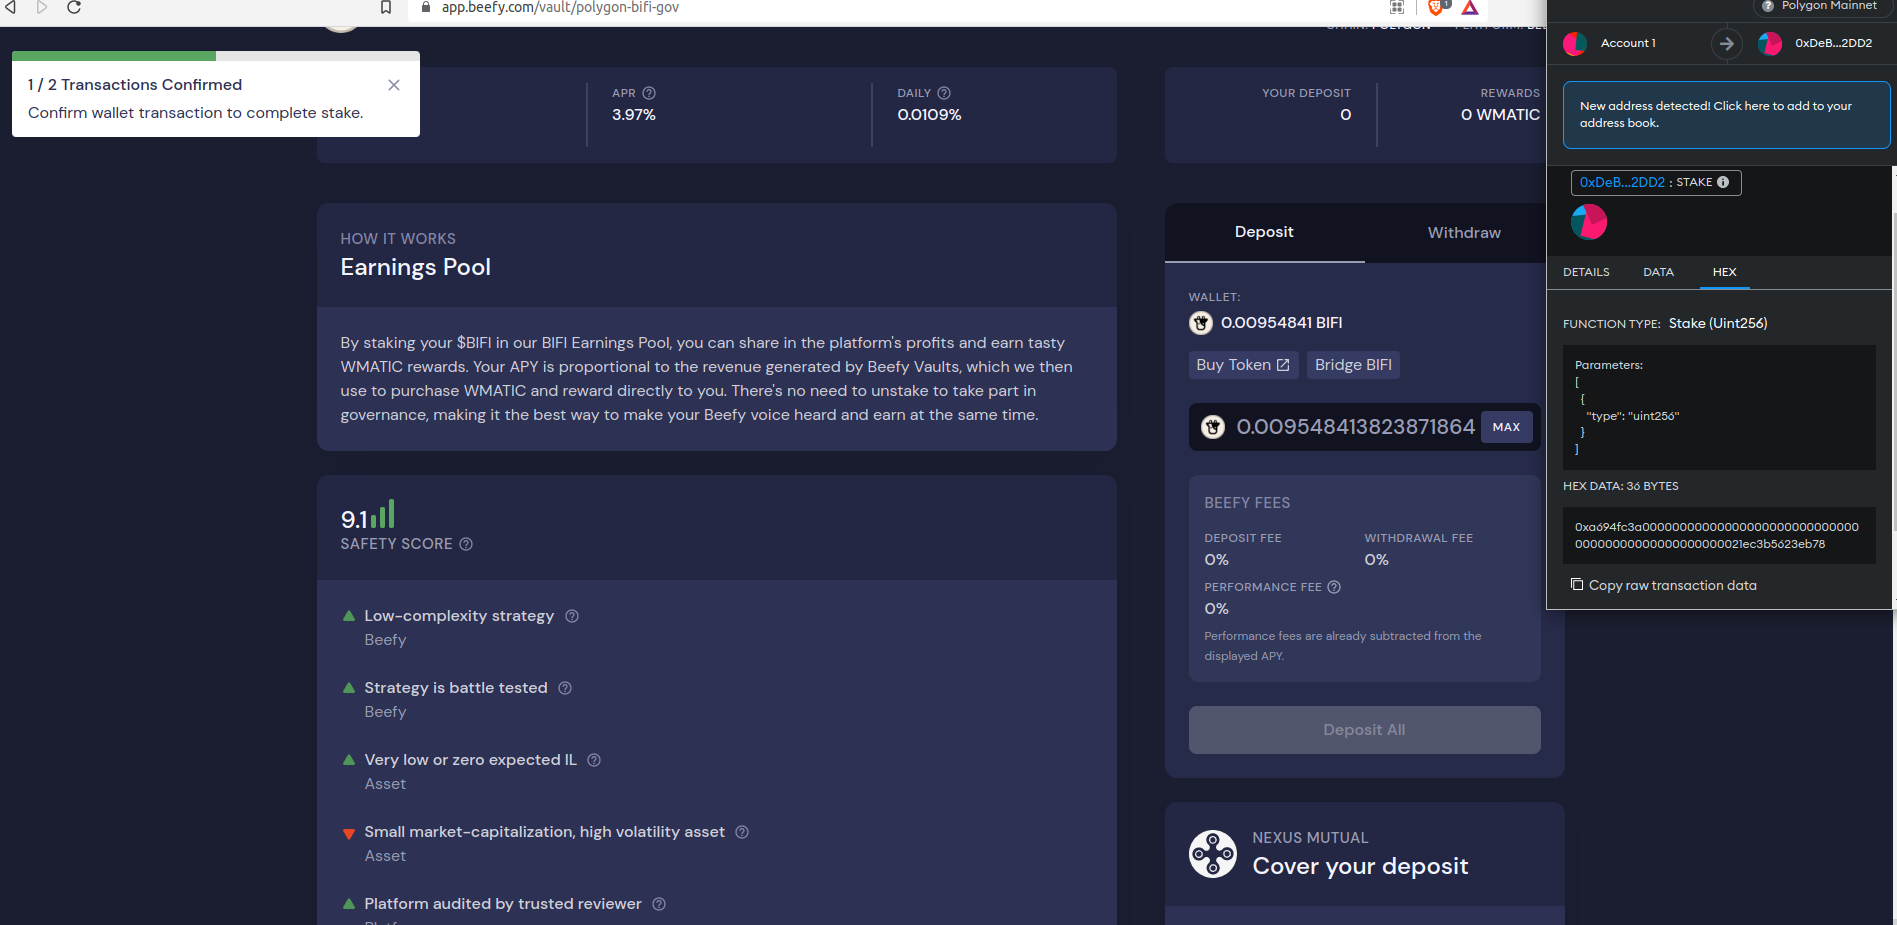 app.beefy.com/vault/polygon-bifi-gov
1
1 / 2 Transactions Confirmed
Confirm wallet transaction to complete stake.
APR
3.97%
DAILY
0.0109%
YOUR DEPOSIT
0
REWARDS
0 WMATIC
HOW IT WORKS
Earnings Pool
By staking your $BIFI in our BIFI Earnings Pool, you can share in the platform's profits and earn tasty
WMATIC rewards. Your APY is proportional to the revenue generated by Beefy Vaults, which we then
use to purchase WMATIC and reward directly to you. There's no need to unstake to take part in
governance, making it the best way to make your Beefy voice heard and earn at the same time.
9.1
SAFETY SCORE
Low-complexity strategy
Beefy
Strategy is battle tested
Beefy
Very low or zero expected IL
Asset
Small market-capitalization, high volatility asset
Asset
Platform audited by trusted reviewer
Deposit
Withdraw
WALLET:
0.00954841 BIFI
Buy Token
Bridge BIFI
0.009548413823871864
MAX
BEEFY FEES
DEPOSIT FEE
WITHDRAWAL FEE
0%
0%
PERFORMANCE FEE
0%
Performance fees are already subtracted from the
displayed APY.
Deposit All
NEXUS MUTUAL
Cover your deposit
Polygon Mainnet
Account 1
0xDeB...2DD2
New address detected! Click here to add to your
address book.
0xDeB...2DD2 : STAKE
DETAILS
DATA
HEX
FUNCTION TYPE: Stake (Uint256)
Parameters:
[
{
"type": "uint256"
}
]
HEX DATA: 36 BYTES
0xa694fc3a00000000000000000000000000000
0000000000000000000021ec3b5623eb78
Copy raw transaction data